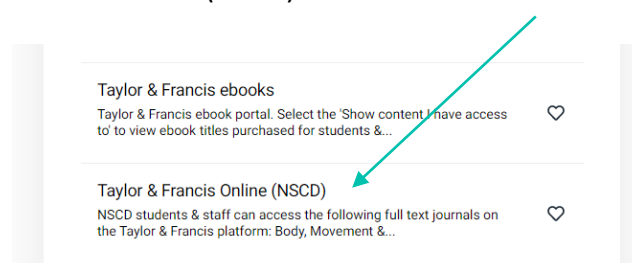 Taylor & Francis ebooks
Taylor & Francis ebook portal. Select the 'Show content I have access
to' to view ebook titles purchased for students &...
Taylor & Francis Online (NSCD)
NSCD students & staff can access the following full text journals on
the Taylor & Francis platform: Body, Movement &...